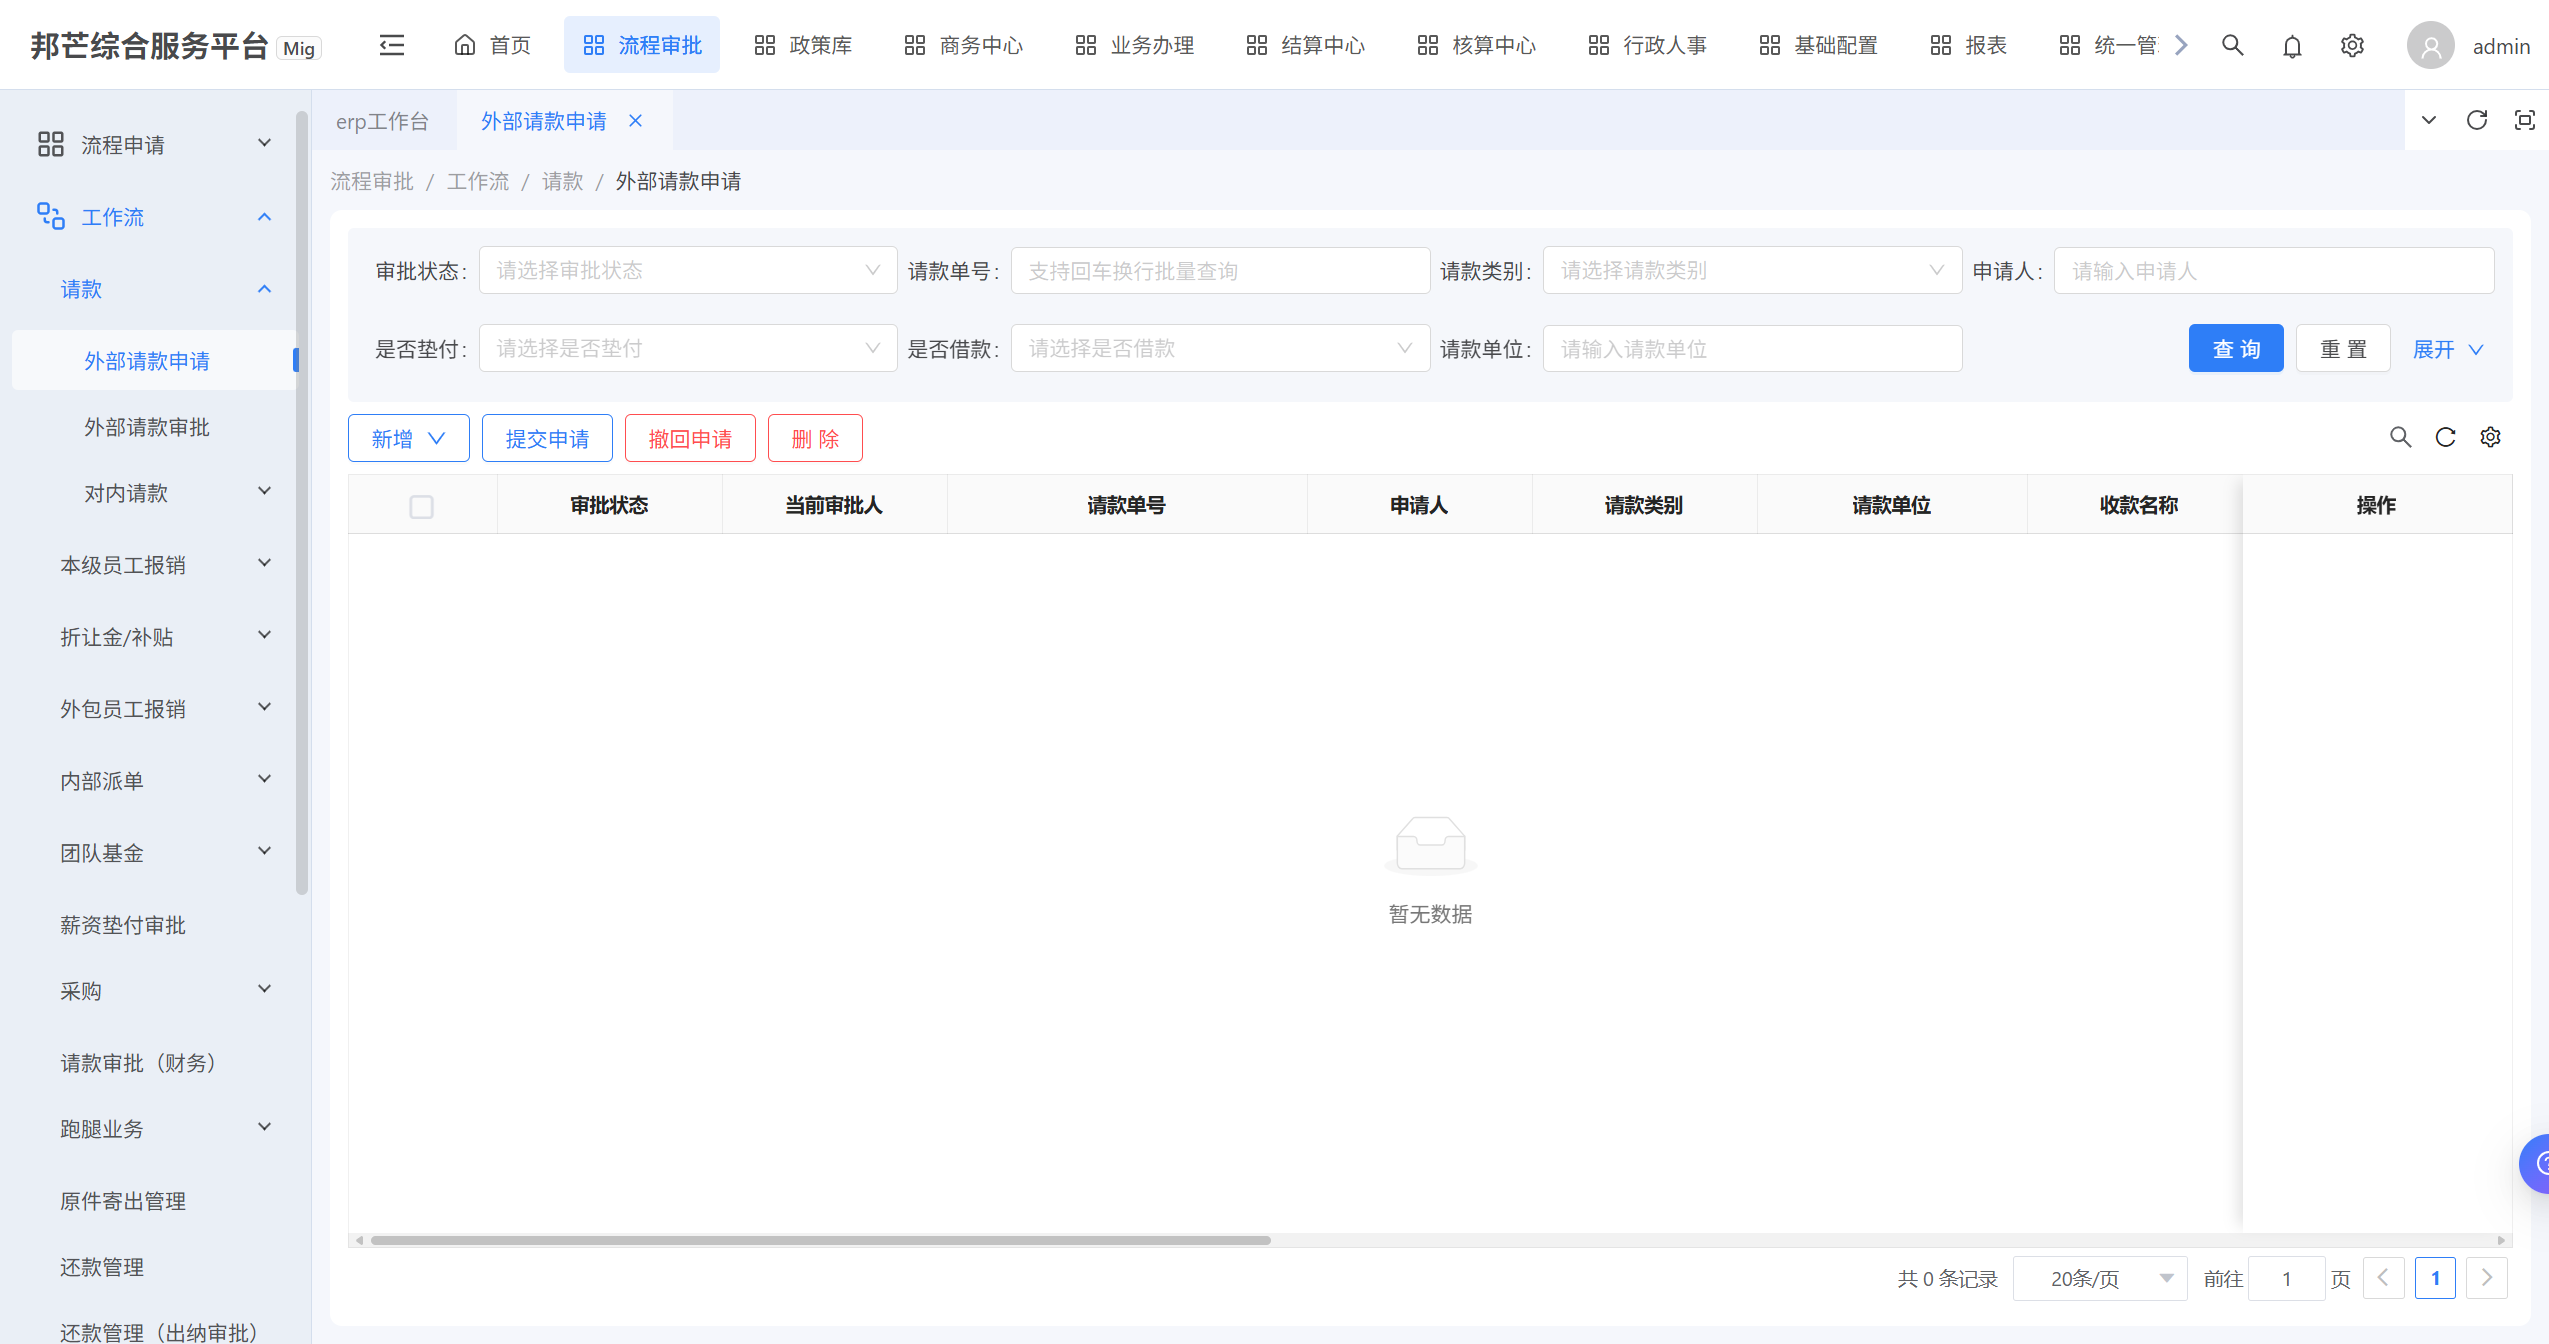 邦芒综合服务平台 Mig 首页 流程审批 政策库 商务中心 业务办理 结算中心 核算中心 行政人事 基础配置 报表 统一管 admin
erp工作台 外部请款申请
流程审批 / 工作流 / 请款 / 外部请款申请
流程申请
工作流
请款
外部请款申请
外部请款审批
对内请款
本级员工报销
折让金/补贴
外包员工报销
内部派单
团队基金
薪资垫付审批
采购
请款审批（财务）
跑腿业务
原件寄出管理
还款管理
还款管理（出纳审批）
审批状态: 请选择审批状态 请款单号: 支持回车换行批量查询 请款类别: 请选择请款类别 申请人: 请输入申请人
是否垫付: 请选择是否垫付 是否借款: 请选择是否借款 请款单位: 请输入请款单位 查 询 重 置 展开
新增 提交申请 撤回申请 删 除
审批状态 当前审批人 请款单号 申请人 请款类别 请款单位 收款名称 操作
暂无数据
共 0 条记录 20条/页 前往 1 页 1